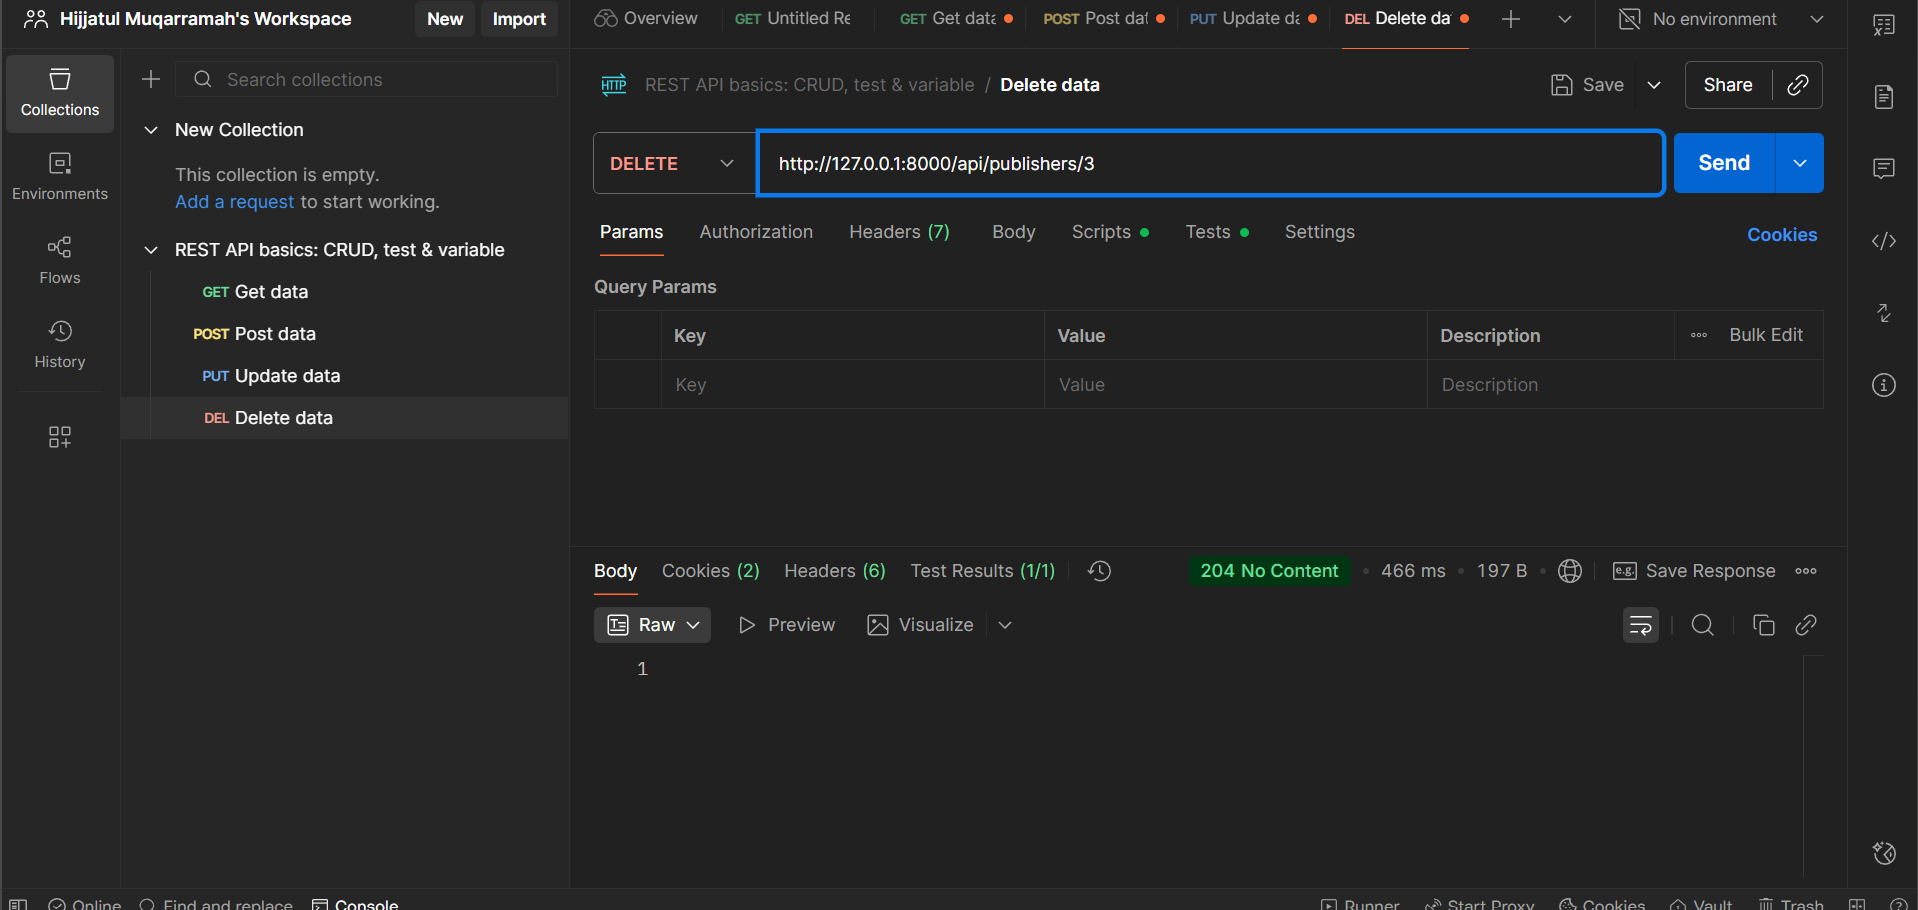 Hijjatul Muqarramah's Workspace New Import
Overview GET Untitled Re GET Get data POST Post dat PUT Update da DEL Delete da No environment
Collections
Environments
Flows
History
Search collections
New Collection
This collection is empty.
Add a request to start working.
REST API basics: CRUD, test & variable
GET Get data
POST Post data
PUT Update data
DEL Delete data
HTTP REST API basics: CRUD, test & variable / Delete data Save Share
DELETE http://127.0.0.1:8000/api/publishers/3 Send
Params Authorization Headers (7) Body Scripts Tests Settings Cookies
Query Params
Key Value Description Bulk Edit
Key Value Description
Body Cookies (2) Headers (6) Test Results (1/1) 204 No Content 466 ms 197 B e.g. Save Response
Raw Preview Visualize
1
Online Find and replace Console Runner Start Proxy Cookies Vault Trash